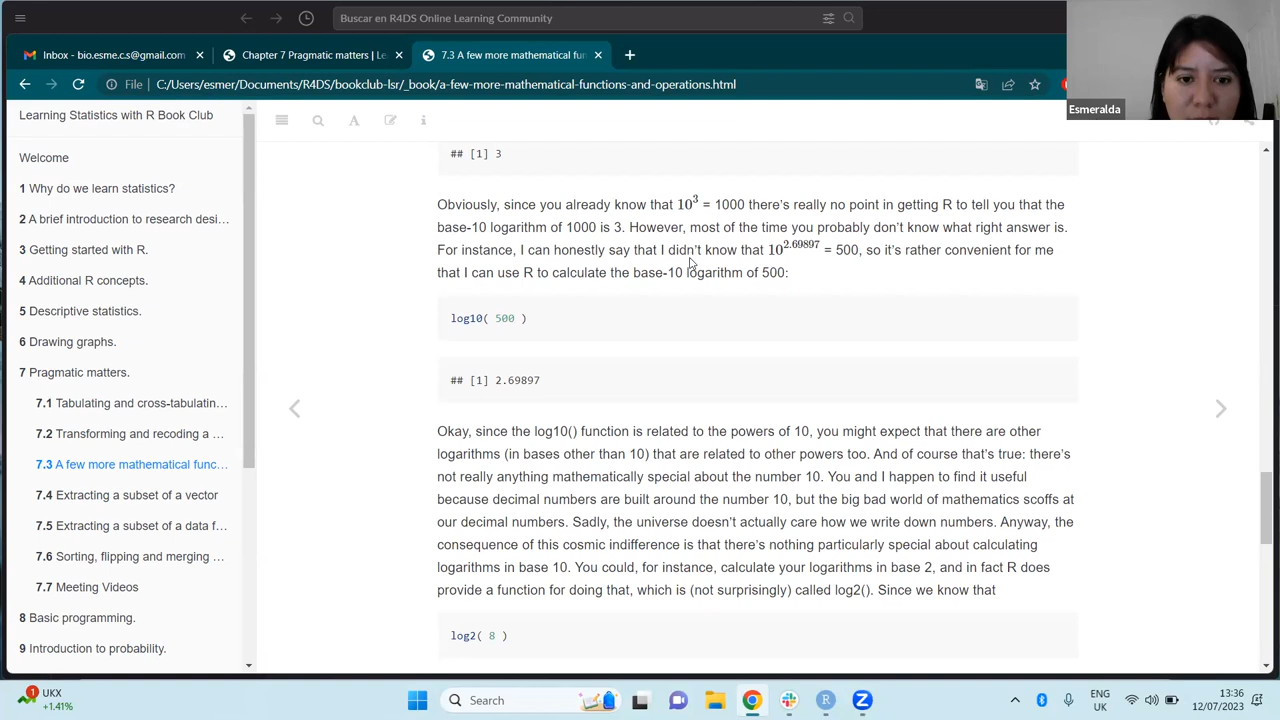 Buscar en R4DS Online Learning Community
Inbox - bio.esme.c.s@gmail.com
Chapter 7 Pragmatic matters | Le
7.3 A few more mathematical fun
File
C:/Users/esmer/Documents/R4DS/bookclub-lsr/_book/a-few-more-mathematical-functions-and-operations.html
Esmeralda
Learning Statistics with R Book Club
Welcome
1 Why do we learn statistics?
2 A brief introduction to research desi...
3 Getting started with R.
4 Additional R concepts.
5 Descriptive statistics.
6 Drawing graphs.
7 Pragmatic matters.
7.1 Tabulating and cross-tabulatin...
7.2 Transforming and recoding a ...
7.3 A few more mathematical func...
7.4 Extracting a subset of a vector
7.5 Extracting a subset of a data f...
7.6 Sorting, flipping and merging ...
7.7 Meeting Videos
8 Basic programming.
9 Introduction to probability.
## [1] 3
Obviously, since you already know that 10^3 = 1000 there's really no point in getting R to tell you that the
base-10 logarithm of 1000 is 3. However, most of the time you probably don't know what right answer is.
For instance, I can honestly say that I didn't know that 10^2.69897 = 500, so it's rather convenient for me
that I can use R to calculate the base-10 logarithm of 500:
log10( 500 )
## [1] 2.69897
Okay, since the log10() function is related to the powers of 10, you might expect that there are other
logarithms (in bases other than 10) that are related to other powers too. And of course that's true: there's
not really anything mathematically special about the number 10. You and I happen to find it useful
because decimal numbers are built around the number 10, but the big bad world of mathematics scoffs at
our decimal numbers. Sadly, the universe doesn't actually care how we write down numbers. Anyway, the
consequence of this cosmic indifference is that there's nothing particularly special about calculating
logarithms in base 10. You could, for instance, calculate your logarithms in base 2, and in fact R does
provide a function for doing that, which is (not surprisingly) called log2(). Since we know that
log2( 8 )
1
UKX
+1.41%
Search
ENG
UK
13:36
12/07/2023